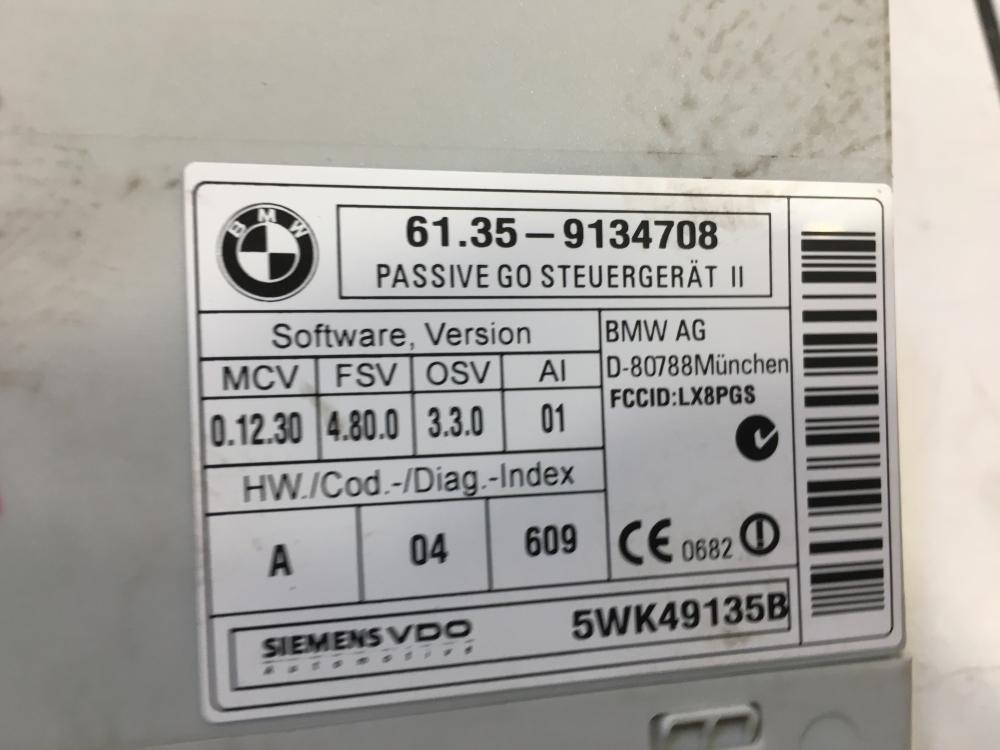 BMW
61.35-9134708
PASSIVE GO STEUERGERÄT II
Software, Version
MCV FSV OSV AI
0.12.30 4.80.0 3.3.0 01
HW./Cod.-/Diag.-Index
A 04 609
BMW AG
D-80788München
FCCID:LX8PGS
CE 0682
SIEMENS VDO
Automotive
5WK49135B